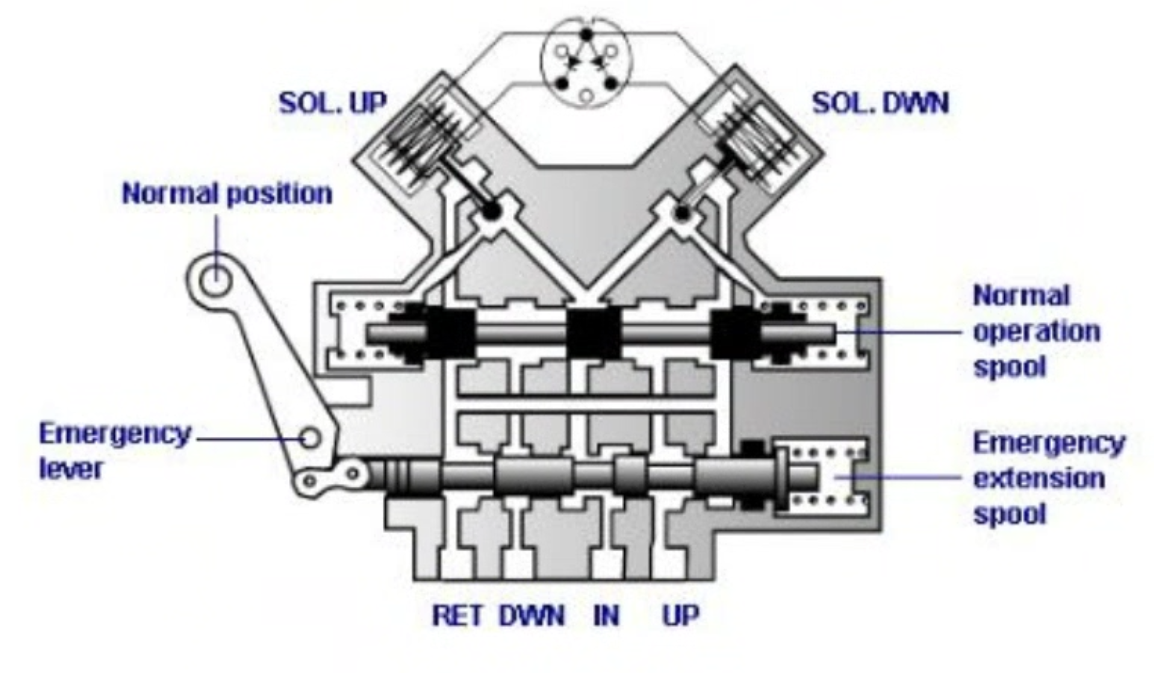 SOL. UP
SOL. DWN
Normal position
Normal
operation
spool
Emergency
lever
Emergency
extension
spool
RET DWN IN UP